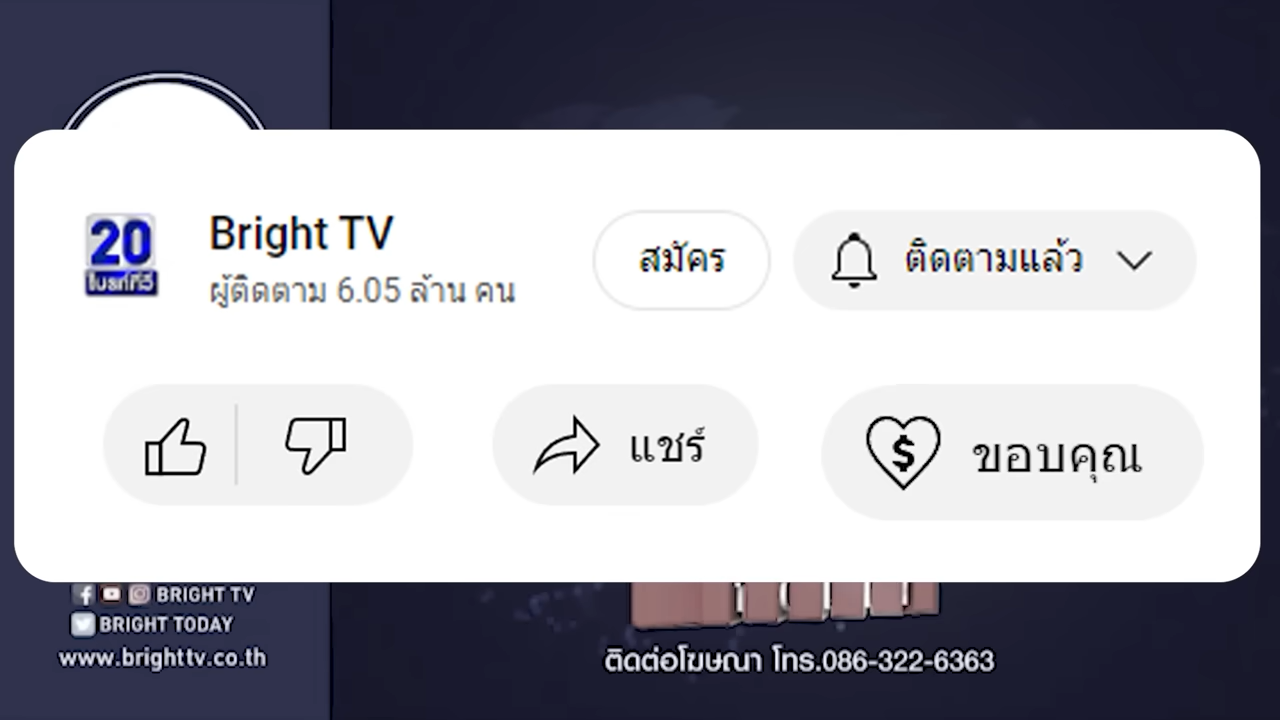 20
ไบรท์ทีวี
Bright TV
ผู้ติดตาม 6.05 ล้าน คน
สมัคร
ติดตามแล้ว
แชร์
$
ขอบคุณ
BRIGHT TV
BRIGHT TODAY
www.brighttv.co.th
ติดต่อโฆษณา โทร.086-322-6363